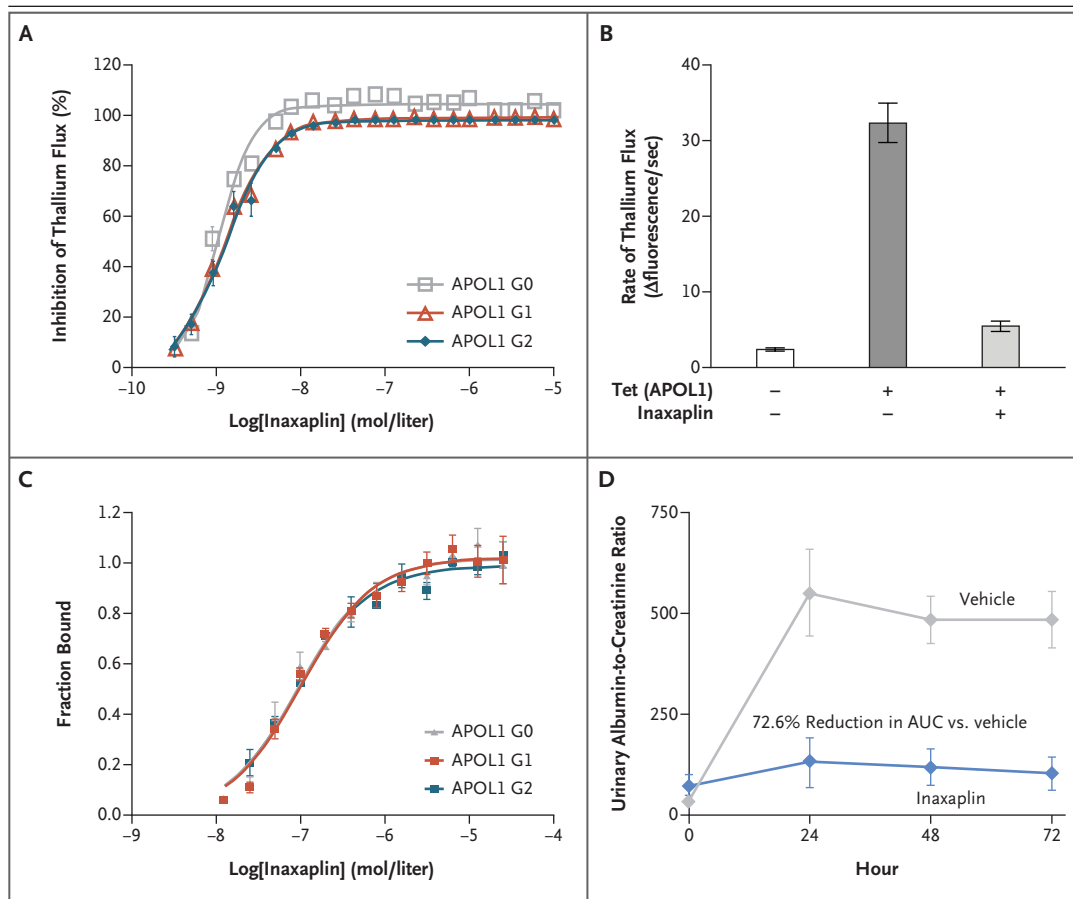 A
Inhibition of Thallium Flux (%)
120
100
80
60
40
20
0
−10
−9
−8
−7
−6
−5
Log[Inaxaplin] (mol/liter)
APOL1 G0
APOL1 G1
APOL1 G2
B
Rate of Thallium Flux
(Δfluorescence/sec)
40
30
20
10
0
Tet (APOL1) − + +
Inaxaplin − − +
C
Fraction Bound
1.2
1.0
0.8
0.6
0.4
0.2
0.0
−9
−8
−7
−6
−5
−4
Log[Inaxaplin] (mol/liter)
APOL1 G0
APOL1 G1
APOL1 G2
D
Urinary Albumin-to-Creatinine Ratio
750
500
250
0
0
24
48
72
Hour
Vehicle
72.6% Reduction in AUC vs. vehicle
Inaxaplin